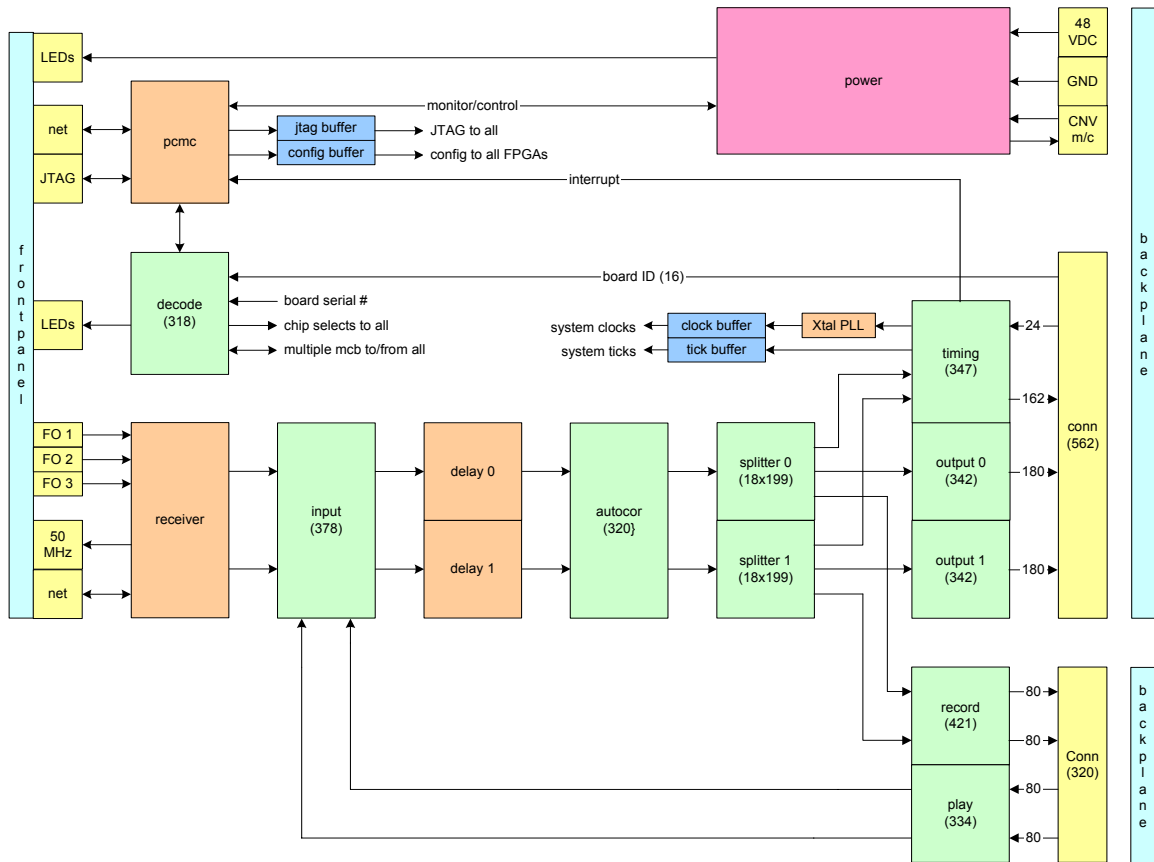 LEDs
48
VDC
power
GND
CNV
m/c
net
pcmc
monitor/control
jtag buffer
JTAG to all
config buffer
config to all FPGAs
JTAG
interrupt
frontpanel
backplane
board ID (16)
decode
(318)
board serial #
chip selects to all
multiple mcb to/from all
LEDs
system clocks
clock buffer
Xtal PLL
system ticks
tick buffer
timing
(347)
24
162
conn
(562)
FO 1
FO 2
FO 3
50
MHz
net
receiver
input
(378)
delay 0
delay 1
autocor
(320}
splitter 0
(18x199)
splitter 1
(18x199)
output 0
(342)
180
output 1
(342)
180
record
(421)
80
80
play
(334)
80
80
Conn
(320)
backplane